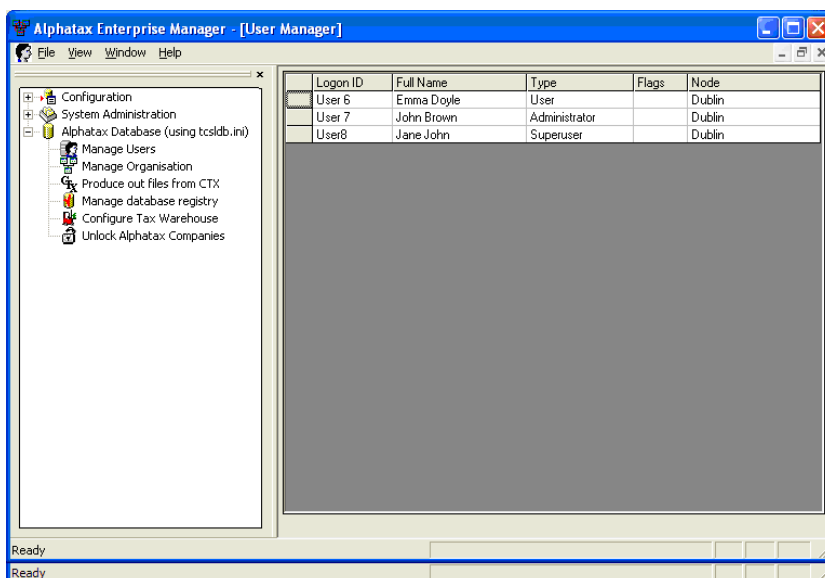 Alphatax Enterprise Manager - [User Manager]
File View Window Help
Configuration
System Administration
Alphatax Database (using tcsldb.ini)
Manage Users
Manage Organisation
Produce out files from CTX
Manage database registry
Configure Tax Warehouse
Unlock Alphatax Companies
Logon ID Full Name Type Flags Node
User 6 Emma Doyle User Dublin
User 7 John Brown Administrator Dublin
User8 Jane John Superuser Dublin
Ready
Ready